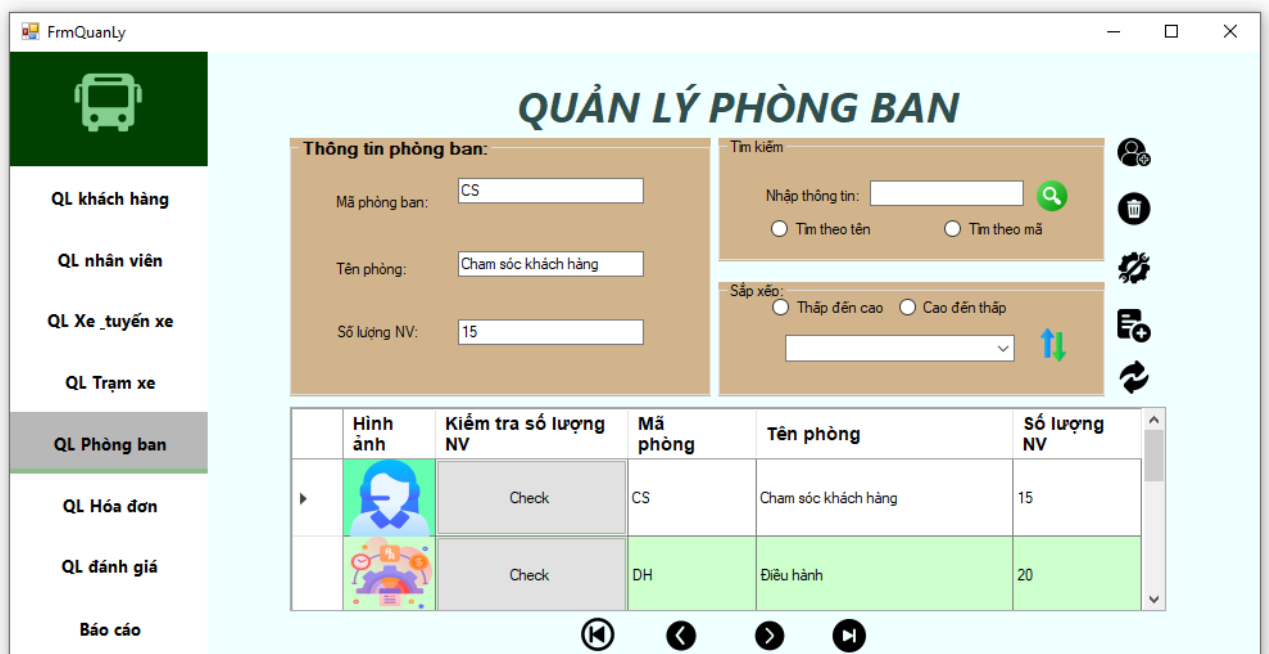 FrmQuanLy
QUẢN LÝ PHÒNG BAN
QL khách hàng
QL nhân viên
QL Xe _tuyến xe
QL Trạm xe
QL Phòng ban
QL Hóa đơn
QL đánh giá
Báo cáo
Thông tin phòng ban:
Mã phòng ban: CS
Tên phòng: Cham sóc khách hàng
Số lượng NV: 15
Tìm kiếm
Nhập thông tin:
Tìm theo tên Tìm theo mã
Sắp xếp:
Thấp đến cao Cao đến thấp
Hình ảnh Kiểm tra số lượng NV Mã phòng Tên phòng Số lượng NV
Check CS Cham sóc khách hàng 15
Check DH Điều hành 20